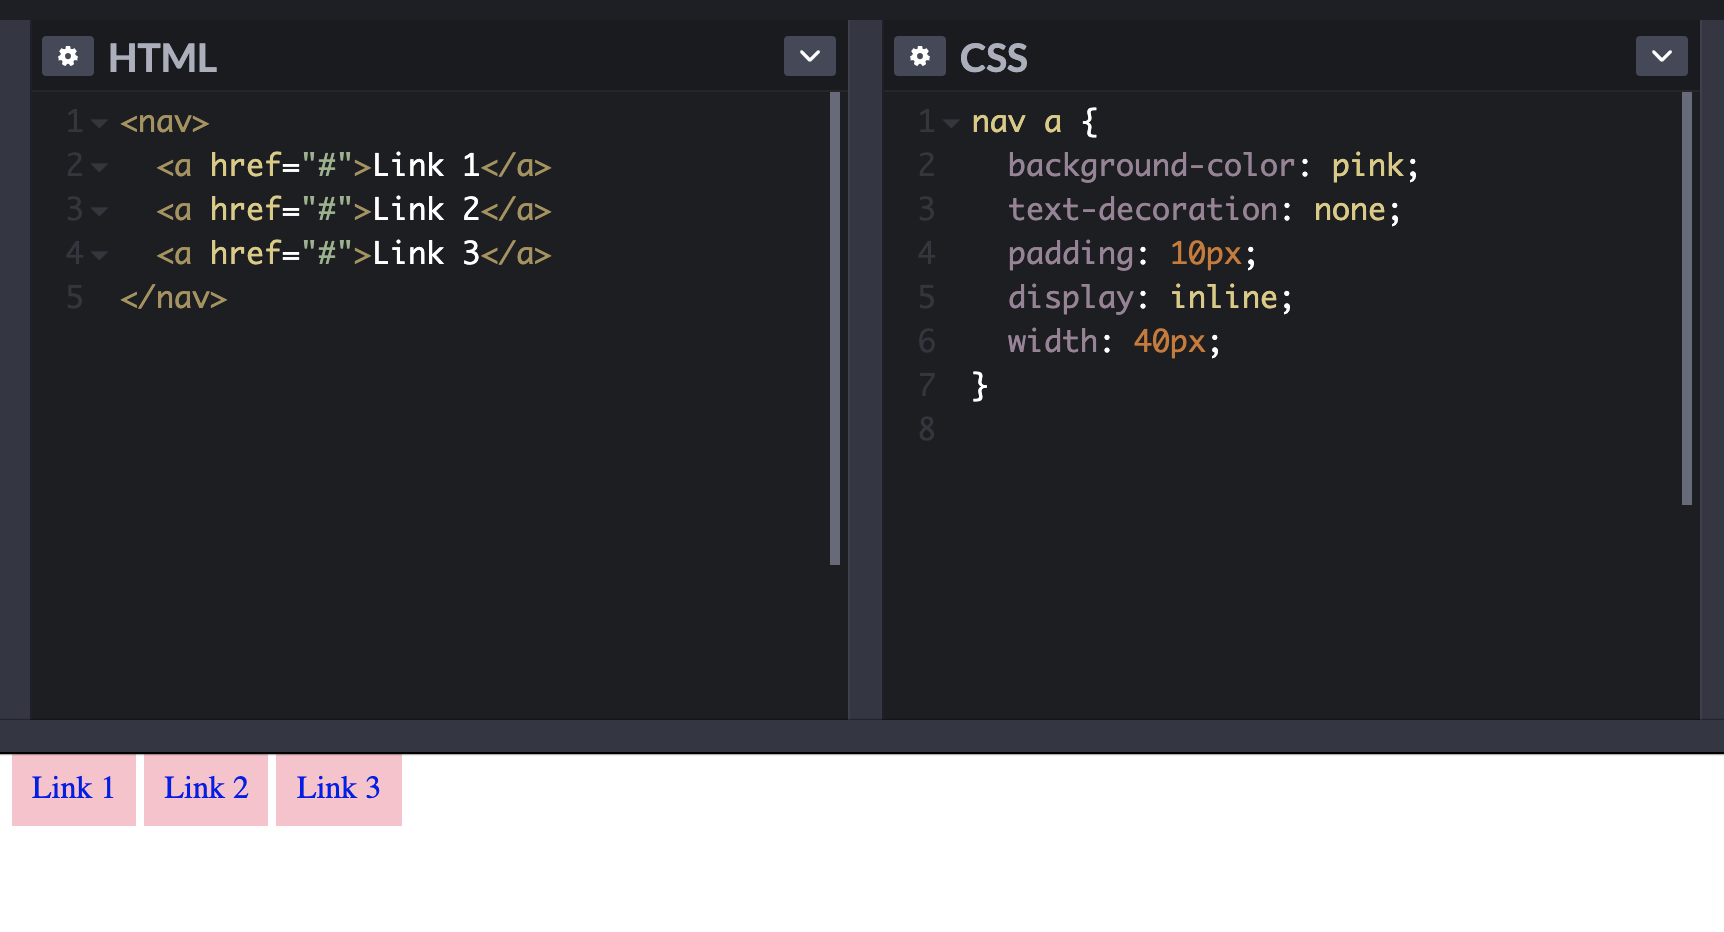 HTML
1 <nav>
2 <a href="#">Link 1</a>
3 <a href="#">Link 2</a>
4 <a href="#">Link 3</a>
5 </nav>
CSS
1 nav a {
2 background-color: pink;
3 text-decoration: none;
4 padding: 10px;
5 display: inline;
6 width: 40px;
7 }
8
Link 1 Link 2 Link 3